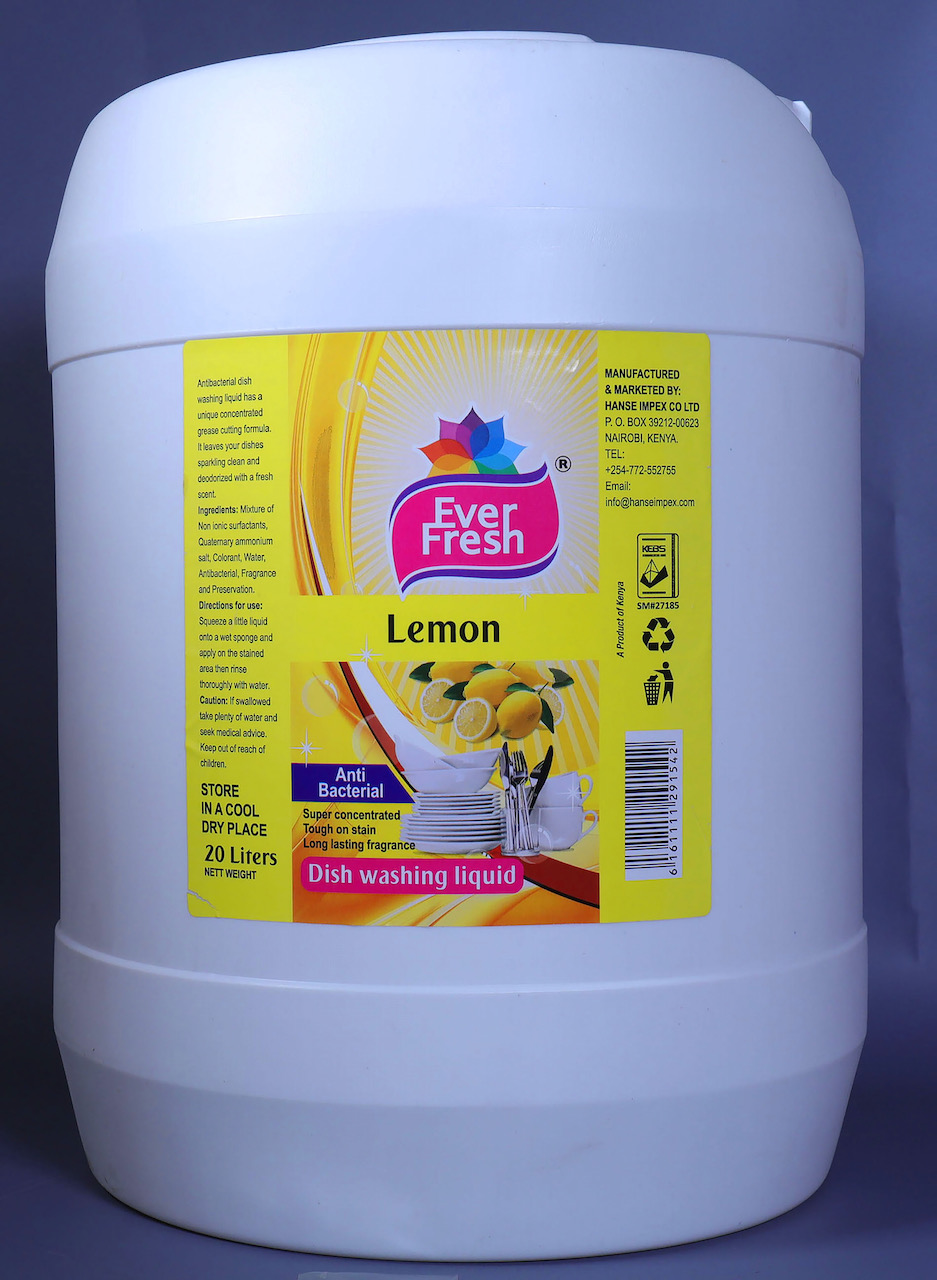 Antibacterial dish
washing liquid has a
unique concentrated
grease cutting formula.
It leaves your dishes
sparkling clean and
deodorized with a fresh
scent.
Ingredients: Mixture of
Non ionic surfactants,
Quaternary ammonium
salt, Colorant, Water,
Antibacterial, Fragrance
and Preservation.
Directions for use:
Squeeze a little liquid
onto a wet sponge and
apply on the stained
area then rinse
thoroughly with water.
Caution: If swallowed
take plenty of water and
seek medical advice.
Keep out of reach of
children.
STORE
IN A COOL
DRY PLACE
20 Liters
NETT WEIGHT
®
Ever
Fresh
Lemon
Anti
Bacterial
Super concentrated
Tough on stain
Long lasting fragrance
Dish washing liquid
MANUFACTURED
& MARKETED BY:
HANSE IMPEX CO LTD
P. O. BOX 39212-00623
NAIROBI, KENYA.
TEL:
+254-772-552755
Email:
info@hanseimpex.com
KEBS
SM#27185
A Product of Kenya
6 161111 291542